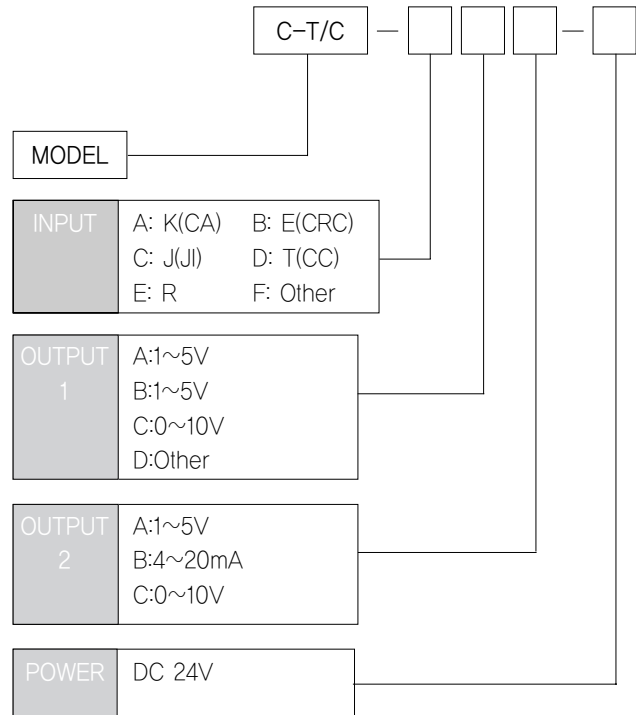 C-T/C - -
MODEL
INPUT
A: K(CA) B: E(CRC)
C: J(JI) D: T(CC)
E: R F: Other
OUTPUT
1
A:1~5V
B:1~5V
C:0~10V
D:Other
OUTPUT
2
A:1~5V
B:4~20mA
C:0~10V
POWER
DC 24V